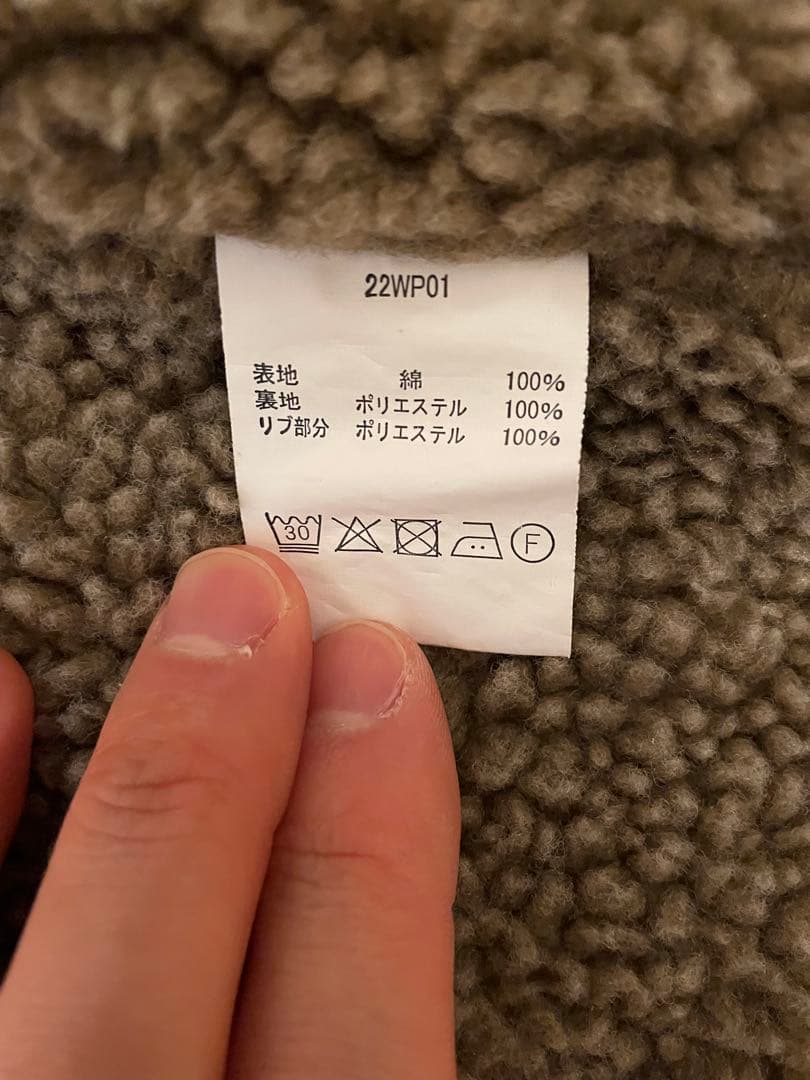 22WP01
表地 綿 100%
裏地 ポリエステル 100%
リブ部分 ポリエステル 100%
30 F